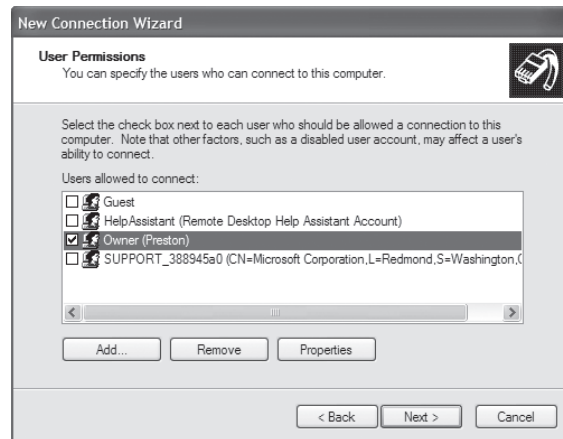 New Connection Wizard
User Permissions
You can specify the users who can connect to this computer.
Select the check box next to each user who should be allowed a connection to this
computer. Note that other factors, such as a disabled user account, may affect a user's
ability to connect.
Users allowed to connect:
Guest
HelpAssistant (Remote Desktop Help Assistant Account)
Owner (Preston)
SUPPORT_388945a0 (CN=Microsoft Corporation,L=Redmond,S=Washington,
Add...
Remove
Properties
< Back
Next >
Cancel